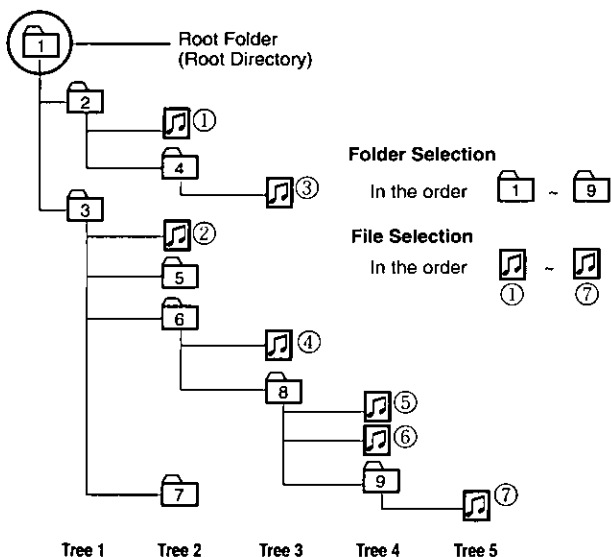 1
Root Folder
(Root Directory)
2
①
4
③
Folder Selection
In the order 1 ~ 9
3
②
File Selection
In the order ① ~ ⑦
5
6
④
8
⑤
⑥
9
7
⑦
Tree 1 Tree 2 Tree 3 Tree 4 Tree 5